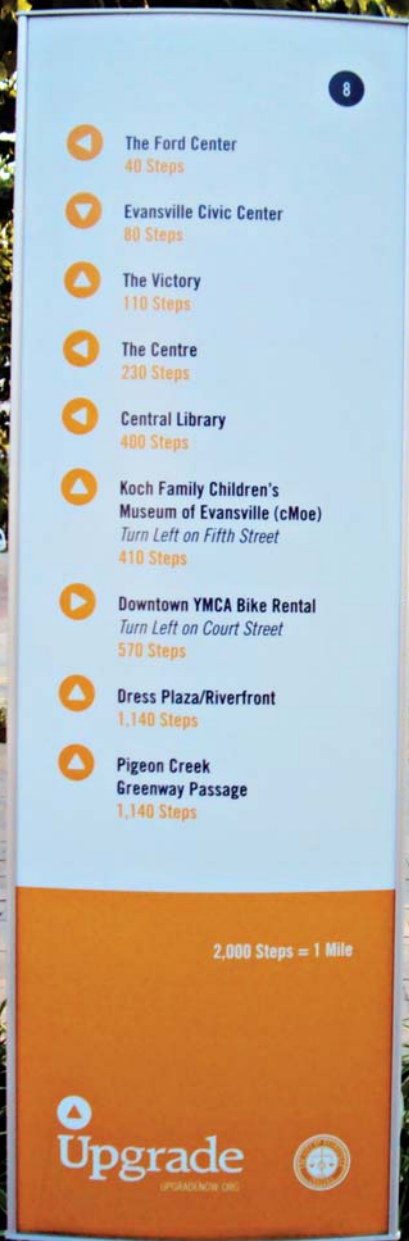 8
The Ford Center
40 Steps
Evansville Civic Center
80 Steps
The Victory
110 Steps
The Centre
230 Steps
Central Library
400 Steps
Koch Family Children's
Museum of Evansville (cMoe)
Turn Left on Fifth Street
410 Steps
Downtown YMCA Bike Rental
Turn Left on Court Street
570 Steps
Dress Plaza/Riverfront
1,140 Steps
Pigeon Creek
Greenway Passage
1,140 Steps
2,000 Steps = 1 Mile
Upgrade
UPGRADENOW.ORG